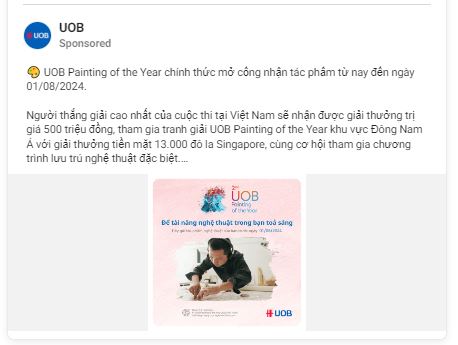 UOB
Sponsored
🎨 UOB Painting of the Year chính thức mở cổng nhận tác phẩm từ nay đến ngày
01/08/2024.
Người thắng giải cao nhất của cuộc thi tại Việt Nam sẽ nhận được giải thưởng trị
giá 500 triệu đồng, tham gia tranh giải UOB Painting of the Year khu vực Đông Nam
Á với giải thưởng tiền mặt 13.000 đô la Singapore, cùng cơ hội tham gia chương
trình lưu trú nghệ thuật đặc biệt....
UOB
Painting
of the Year
Để tài năng nghệ thuật trong bạn toả sáng
01/08/2024
UOB